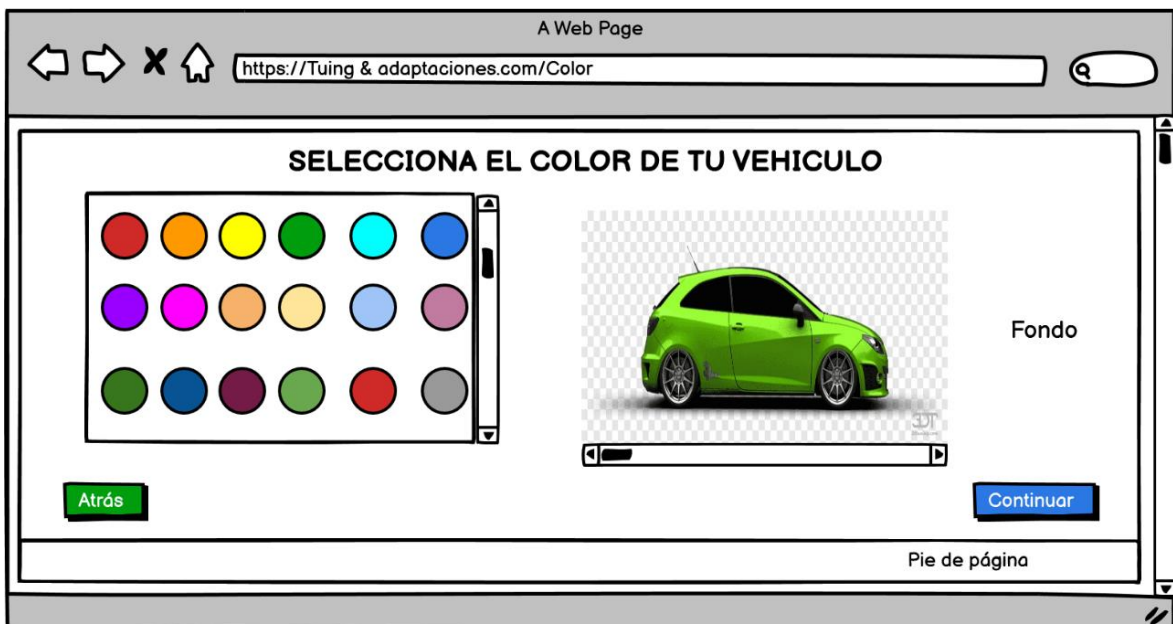 A Web Page
https://Tuing & adaptaciones.com/Color
SELECCIONA EL COLOR DE TU VEHICULO
Fondo
3DT
Atrás
Continuar
Pie de página